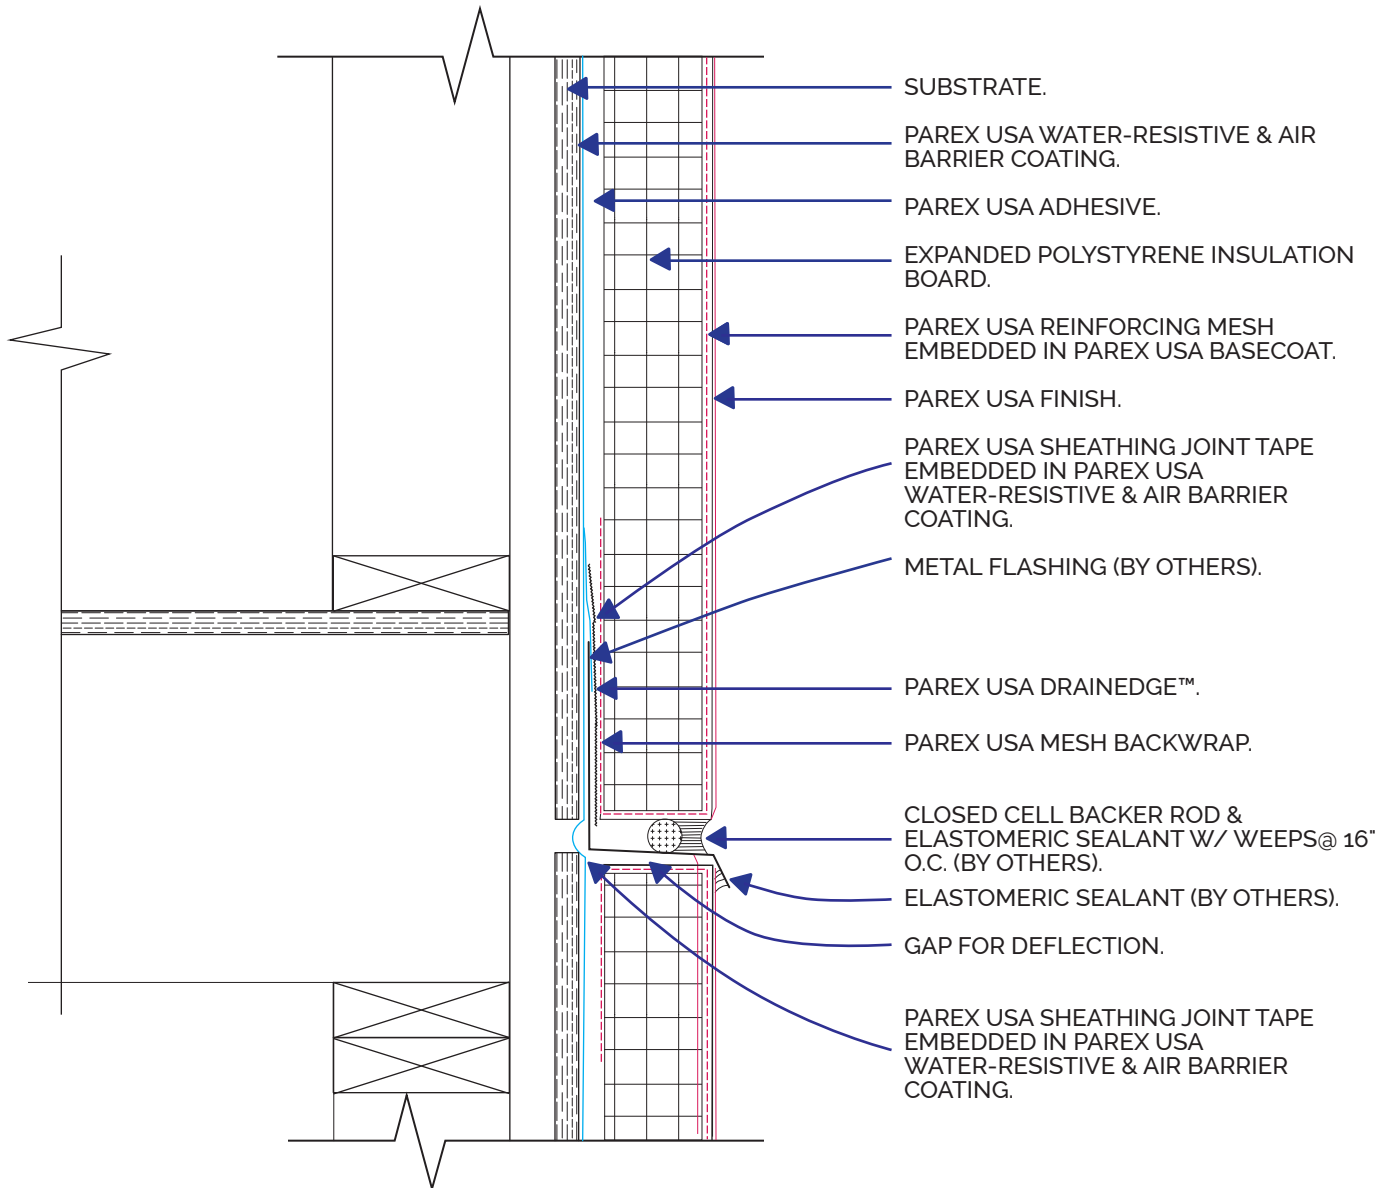 SUBSTRATE.
PAREX USA WATER-RESISTIVE & AIR
BARRIER COATING.
PAREX USA ADHESIVE.
EXPANDED POLYSTYRENE INSULATION
BOARD.
PAREX USA REINFORCING MESH
EMBEDDED IN PAREX USA BASECOAT.
PAREX USA FINISH.
PAREX USA SHEATHING JOINT TAPE
EMBEDDED IN PAREX USA
WATER-RESISTIVE & AIR BARRIER
COATING.
METAL FLASHING (BY OTHERS).
PAREX USA DRAINEDGE™.
PAREX USA MESH BACKWRAP.
CLOSED CELL BACKER ROD &
ELASTOMERIC SEALANT W/ WEEPS@ 16"
O.C. (BY OTHERS).
ELASTOMERIC SEALANT (BY OTHERS).
GAP FOR DEFLECTION.
PAREX USA SHEATHING JOINT TAPE
EMBEDDED IN PAREX USA
WATER-RESISTIVE & AIR BARRIER
COATING.